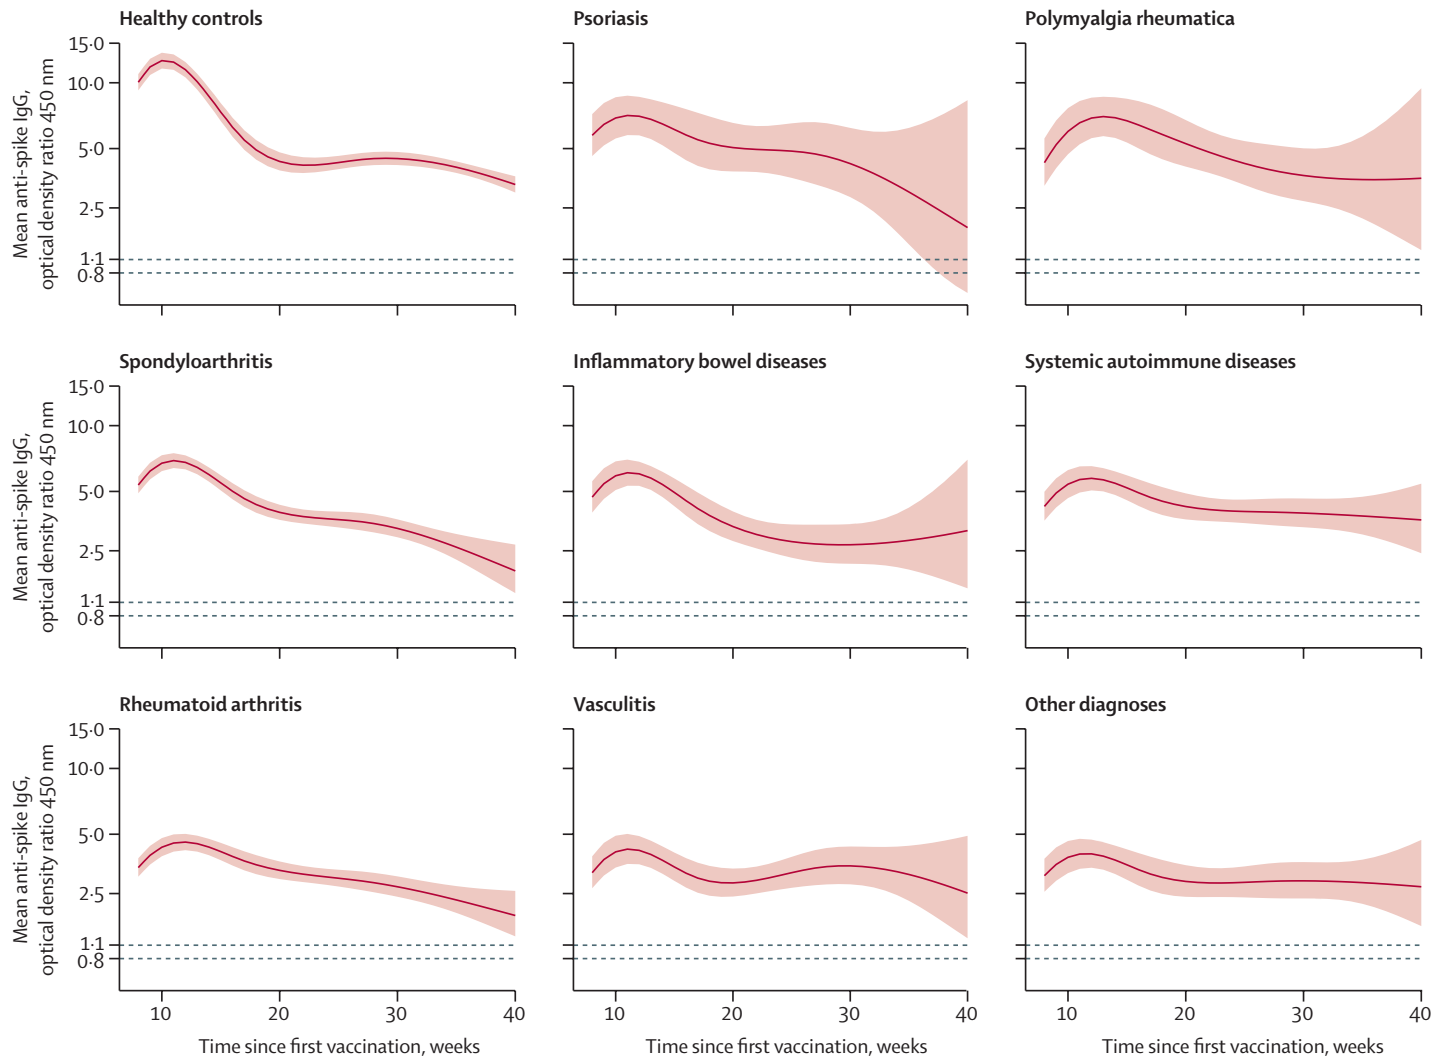 Healthy controls
Psoriasis
Polymyalgia rheumatica
Mean anti-spike IgG,
optical density ratio 450 nm
15·0
10·0
5·0
2·5
1·1
0·8
10
20
30
40
Spondyloarthritis
Inflammatory bowel diseases
Systemic autoimmune diseases
Mean anti-spike IgG,
optical density ratio 450 nm
15·0
10·0
5·0
2·5
1·1
0·8
Rheumatoid arthritis
Vasculitis
Other diagnoses
Mean anti-spike IgG,
optical density ratio 450 nm
15·0
10·0
5·0
2·5
1·1
0·8
10
20
30
40
10
20
30
40
10
20
30
40
Time since first vaccination, weeks
Time since first vaccination, weeks
Time since first vaccination, weeks